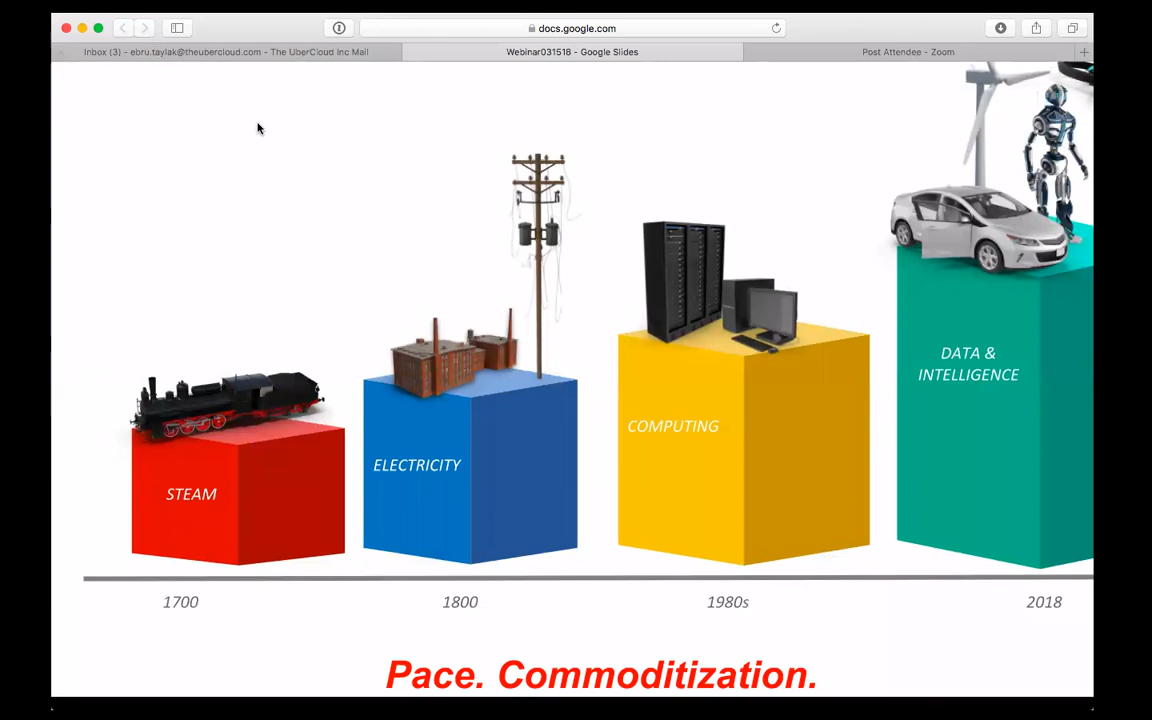 docs.google.com
Inbox (3) - ebru.taylak@theubercloud.com - The UberCloud Inc Mail
Webinar031518 - Google Slides
Post Attendee - Zoom
DATA &
INTELLIGENCE
COMPUTING
ELECTRICITY
STEAM
1700
1800
1980s
2018
Pace. Commoditization.